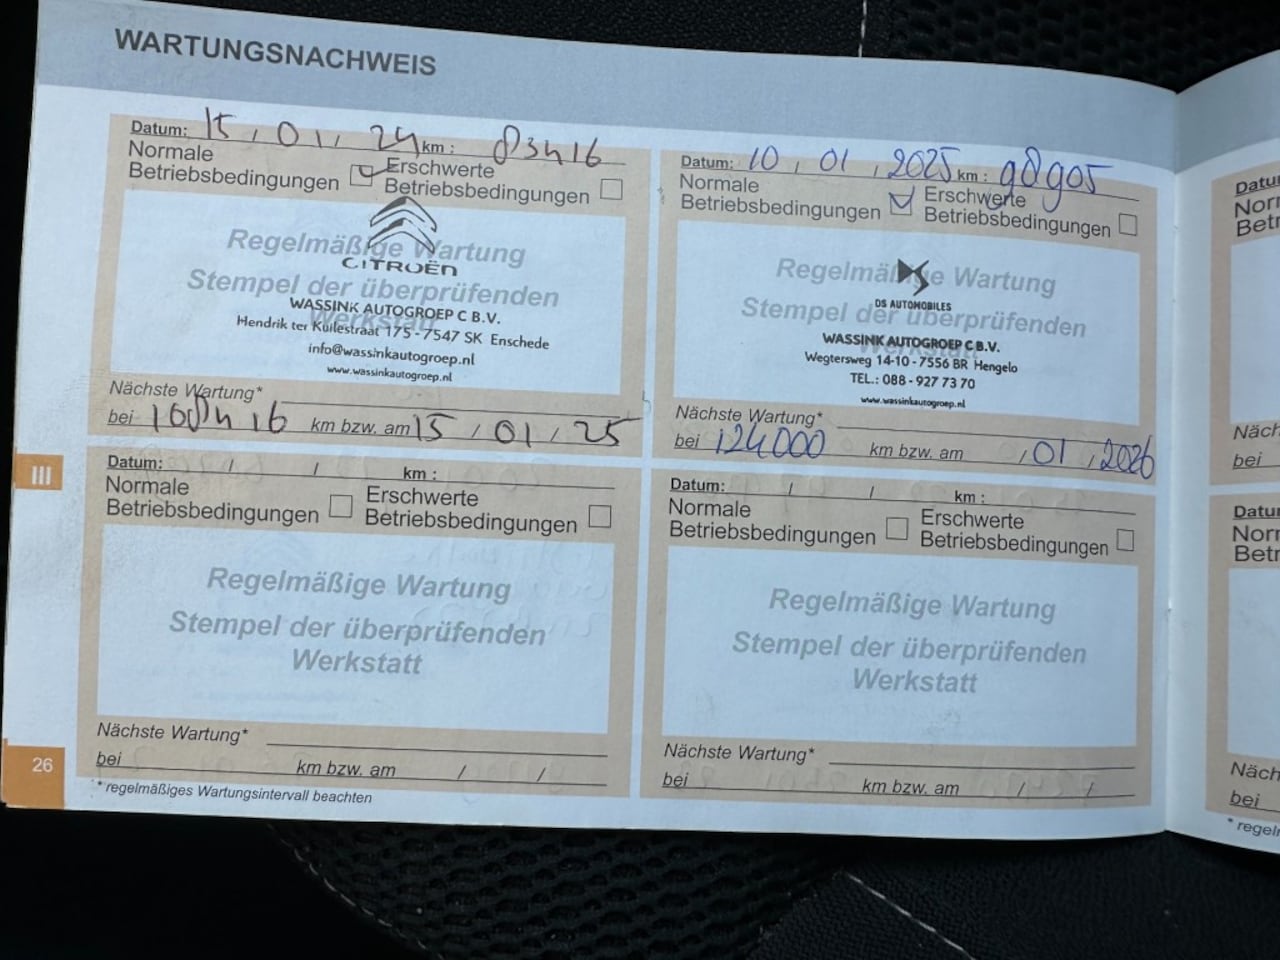 WARTUNGSNACHWEIS
Datum: 15 / 01 / 24 km : 83416
Normale
Betriebsbedingungen
Erschwerte
Betriebsbedingungen
Regelmäßige Wartung
CITROËN
Stempel der überprüfenden
WASSINK AUTOGROEP C B.V.
Hendrik ter Kuilestraat 175 - 7547 SK Enschede
info@wassinkautogroep.nl
www.wassinkautogroep.nl
Nächste Wartung*
bei 108416 km bzw. am 15 / 01 / 25
Datum: 10 / 01 / 2025 km : 98905
Normale
Betriebsbedingungen
Erschwerte
Betriebsbedingungen
Regelmäßige Wartung
DS AUTOMOBILES
Stempel der überprüfenden
WASSINK AUTOGROEP C B.V.
Wegtersweg 14-10 - 7556 BR Hengelo
TEL.: 088 - 927 73 70
www.wassinkautogroep.nl
Nächste Wartung*
bei 124000 km bzw. am / 01 / 2026
III
Datum: / / km :
Normale
Betriebsbedingungen
Erschwerte
Betriebsbedingungen
Regelmäßige Wartung
Stempel der überprüfenden
Werkstatt
Nächste Wartung*
bei km bzw. am / /
Datum: / / km :
Normale
Betriebsbedingungen
Erschwerte
Betriebsbedingungen
Regelmäßige Wartung
Stempel der überprüfenden
Werkstatt
Nächste Wartung*
bei km bzw. am / /
26
* regelmäßiges Wartungsintervall beachten
bei
bei